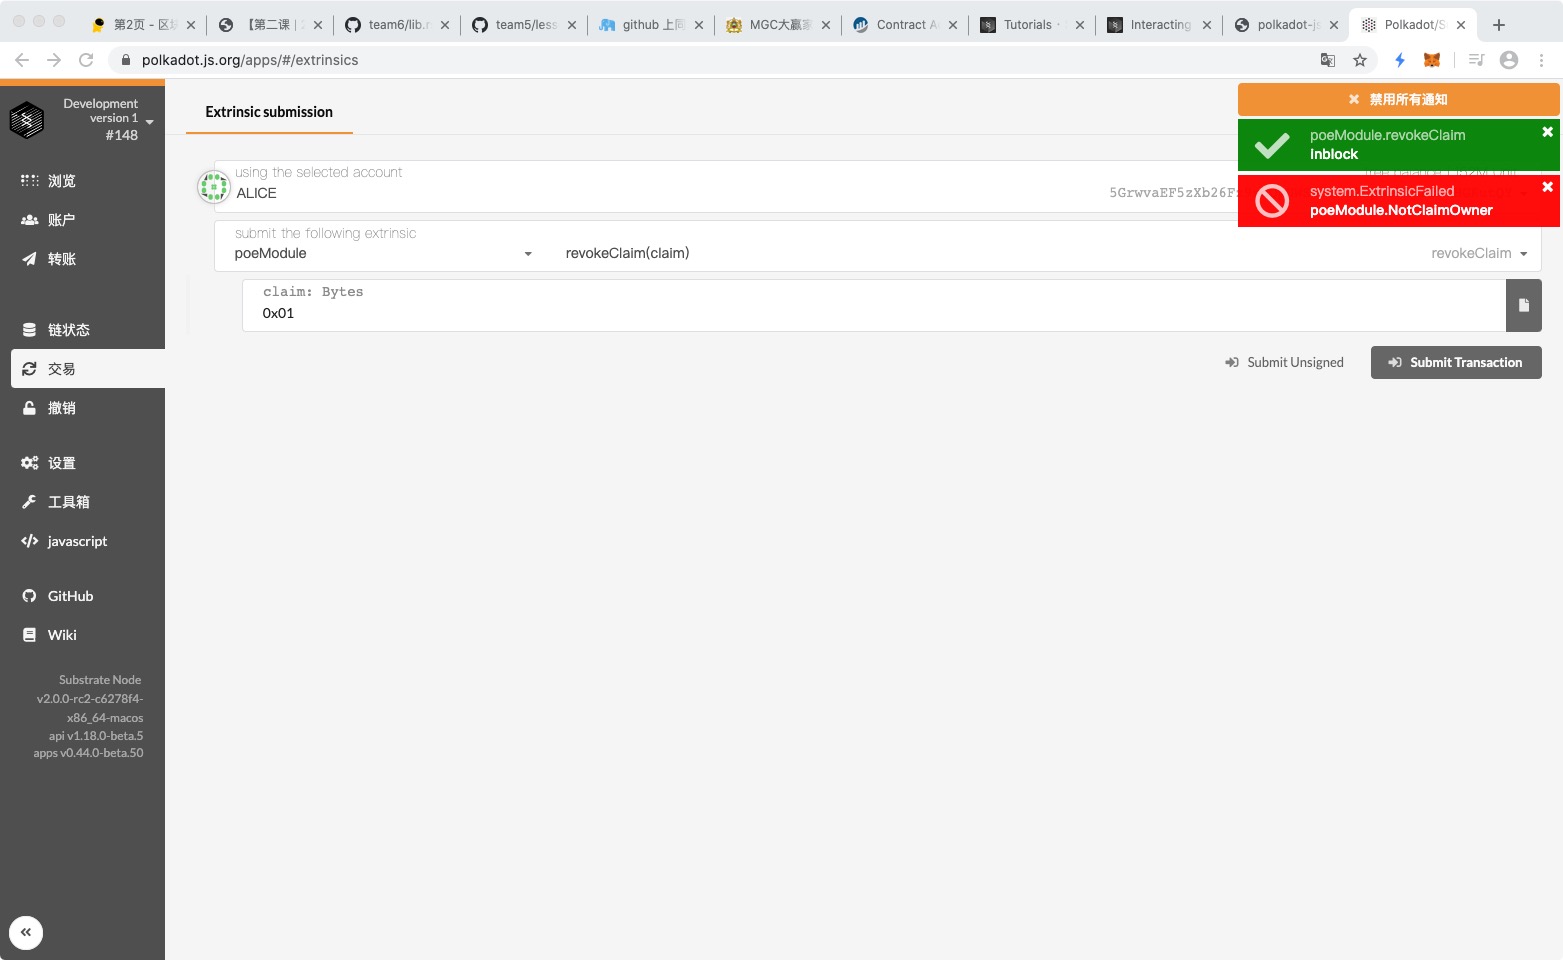 第2页 - 区
【第二课 | 2
team6/lib.r
team5/less
github 上同
MGC大赢家
Contract A
Tutorials ·
Interacting
polkadot-js
Polkadot/S
polkadot.js.org/apps/#/extrinsics
Development
version 1
#148
浏览
账户
转账
链状态
交易
撤销
设置
工具箱
javascript
GitHub
Wiki
Substrate Node
v2.0.0-rc2-c6278f4-
x86_64-macos
api v1.18.0-beta.5
apps v0.44.0-beta.50
Extrinsic submission
using the selected account
ALICE
5GrwvaEF5zXb26F
submit the following extrinsic
poeModule
revokeClaim(claim)
revokeClaim
claim: Bytes
0x01
Submit Unsigned
Submit Transaction
禁用所有通知
poeModule.revokeClaim
inblock
system.ExtrinsicFailed
poeModule.NotClaimOwner